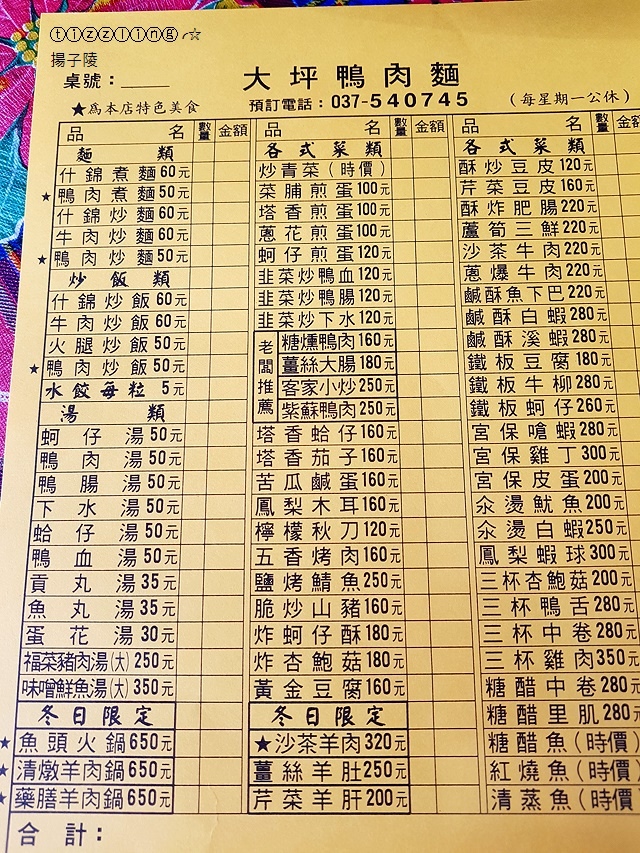 tizzling
揚子陵
桌號：
大坪鴨肉麵
★為本店特色美食
預訂電話：037-540745
（每星期一公休）
品名 數量 金額
麵類
什錦煮麵60元
★鴨肉煮麵50元
什錦炒麵60元
牛肉炒麵60元
★鴨肉炒麵50元
炒飯類
什錦炒飯60元
牛肉炒飯60元
火腿炒飯50元
★鴨肉炒飯50元
水餃每粒5元
湯類
蚵仔湯50元
鴨肉湯50元
鴨腸湯50元
下水湯50元
蛤仔湯50元
鴨血湯50元
貢丸湯35元
魚丸湯35元
蛋花湯30元
福菜豬肉湯(大)250元
味噌鮮魚湯(大)350元
冬日限定
★魚頭火鍋650元
★清燉羊肉鍋650元
★藥膳羊肉鍋650元
合計：
品名 數量 金額
各式菜類
炒青菜（時價）
菜脯煎蛋100元
塔香煎蛋100元
蔥花煎蛋100元
蚵仔煎蛋120元
韭菜炒鴨血120元
韭菜炒鴨腸120元
韭菜炒下水120元
老闆推薦
糖燻鴨肉160元
薑絲大腸180元
客家小炒250元
紫蘇鴨肉250元
塔香蛤仔160元
塔香茄子160元
苦瓜鹹蛋160元
鳳梨木耳160元
檸檬秋刀120元
五香烤肉160元
鹽烤鯖魚250元
脆炒山豬160元
炸蚵仔酥180元
炸杏鮑菇180元
黃金豆腐160元
冬日限定
★沙茶羊肉320元
薑絲羊肚250元
芹菜羊肝200元
品名 數量 金
各式菜類
酥炒豆皮120元
芹菜豆皮160元
酥炸肥腸220元
蘆筍三鮮220元
沙茶牛肉220元
蔥爆牛肉220元
鹹酥魚下巴220元
鹹酥白蝦280元
鹹酥溪蝦280元
鐵板豆腐180元
鐵板牛柳280元
鐵板蚵仔260元
宮保嗆蝦280元
宮保雞丁300元
宮保皮蛋200元
汆燙魷魚200元
汆燙白蝦250元
鳳梨蝦球300元
三杯杏鮑菇200元
三杯鴨舌280元
三杯中卷280元
三杯雞肉350元
糖醋中卷280元
糖醋里肌280元
糖醋魚（時價）
紅燒魚（時價
清蒸魚（時價